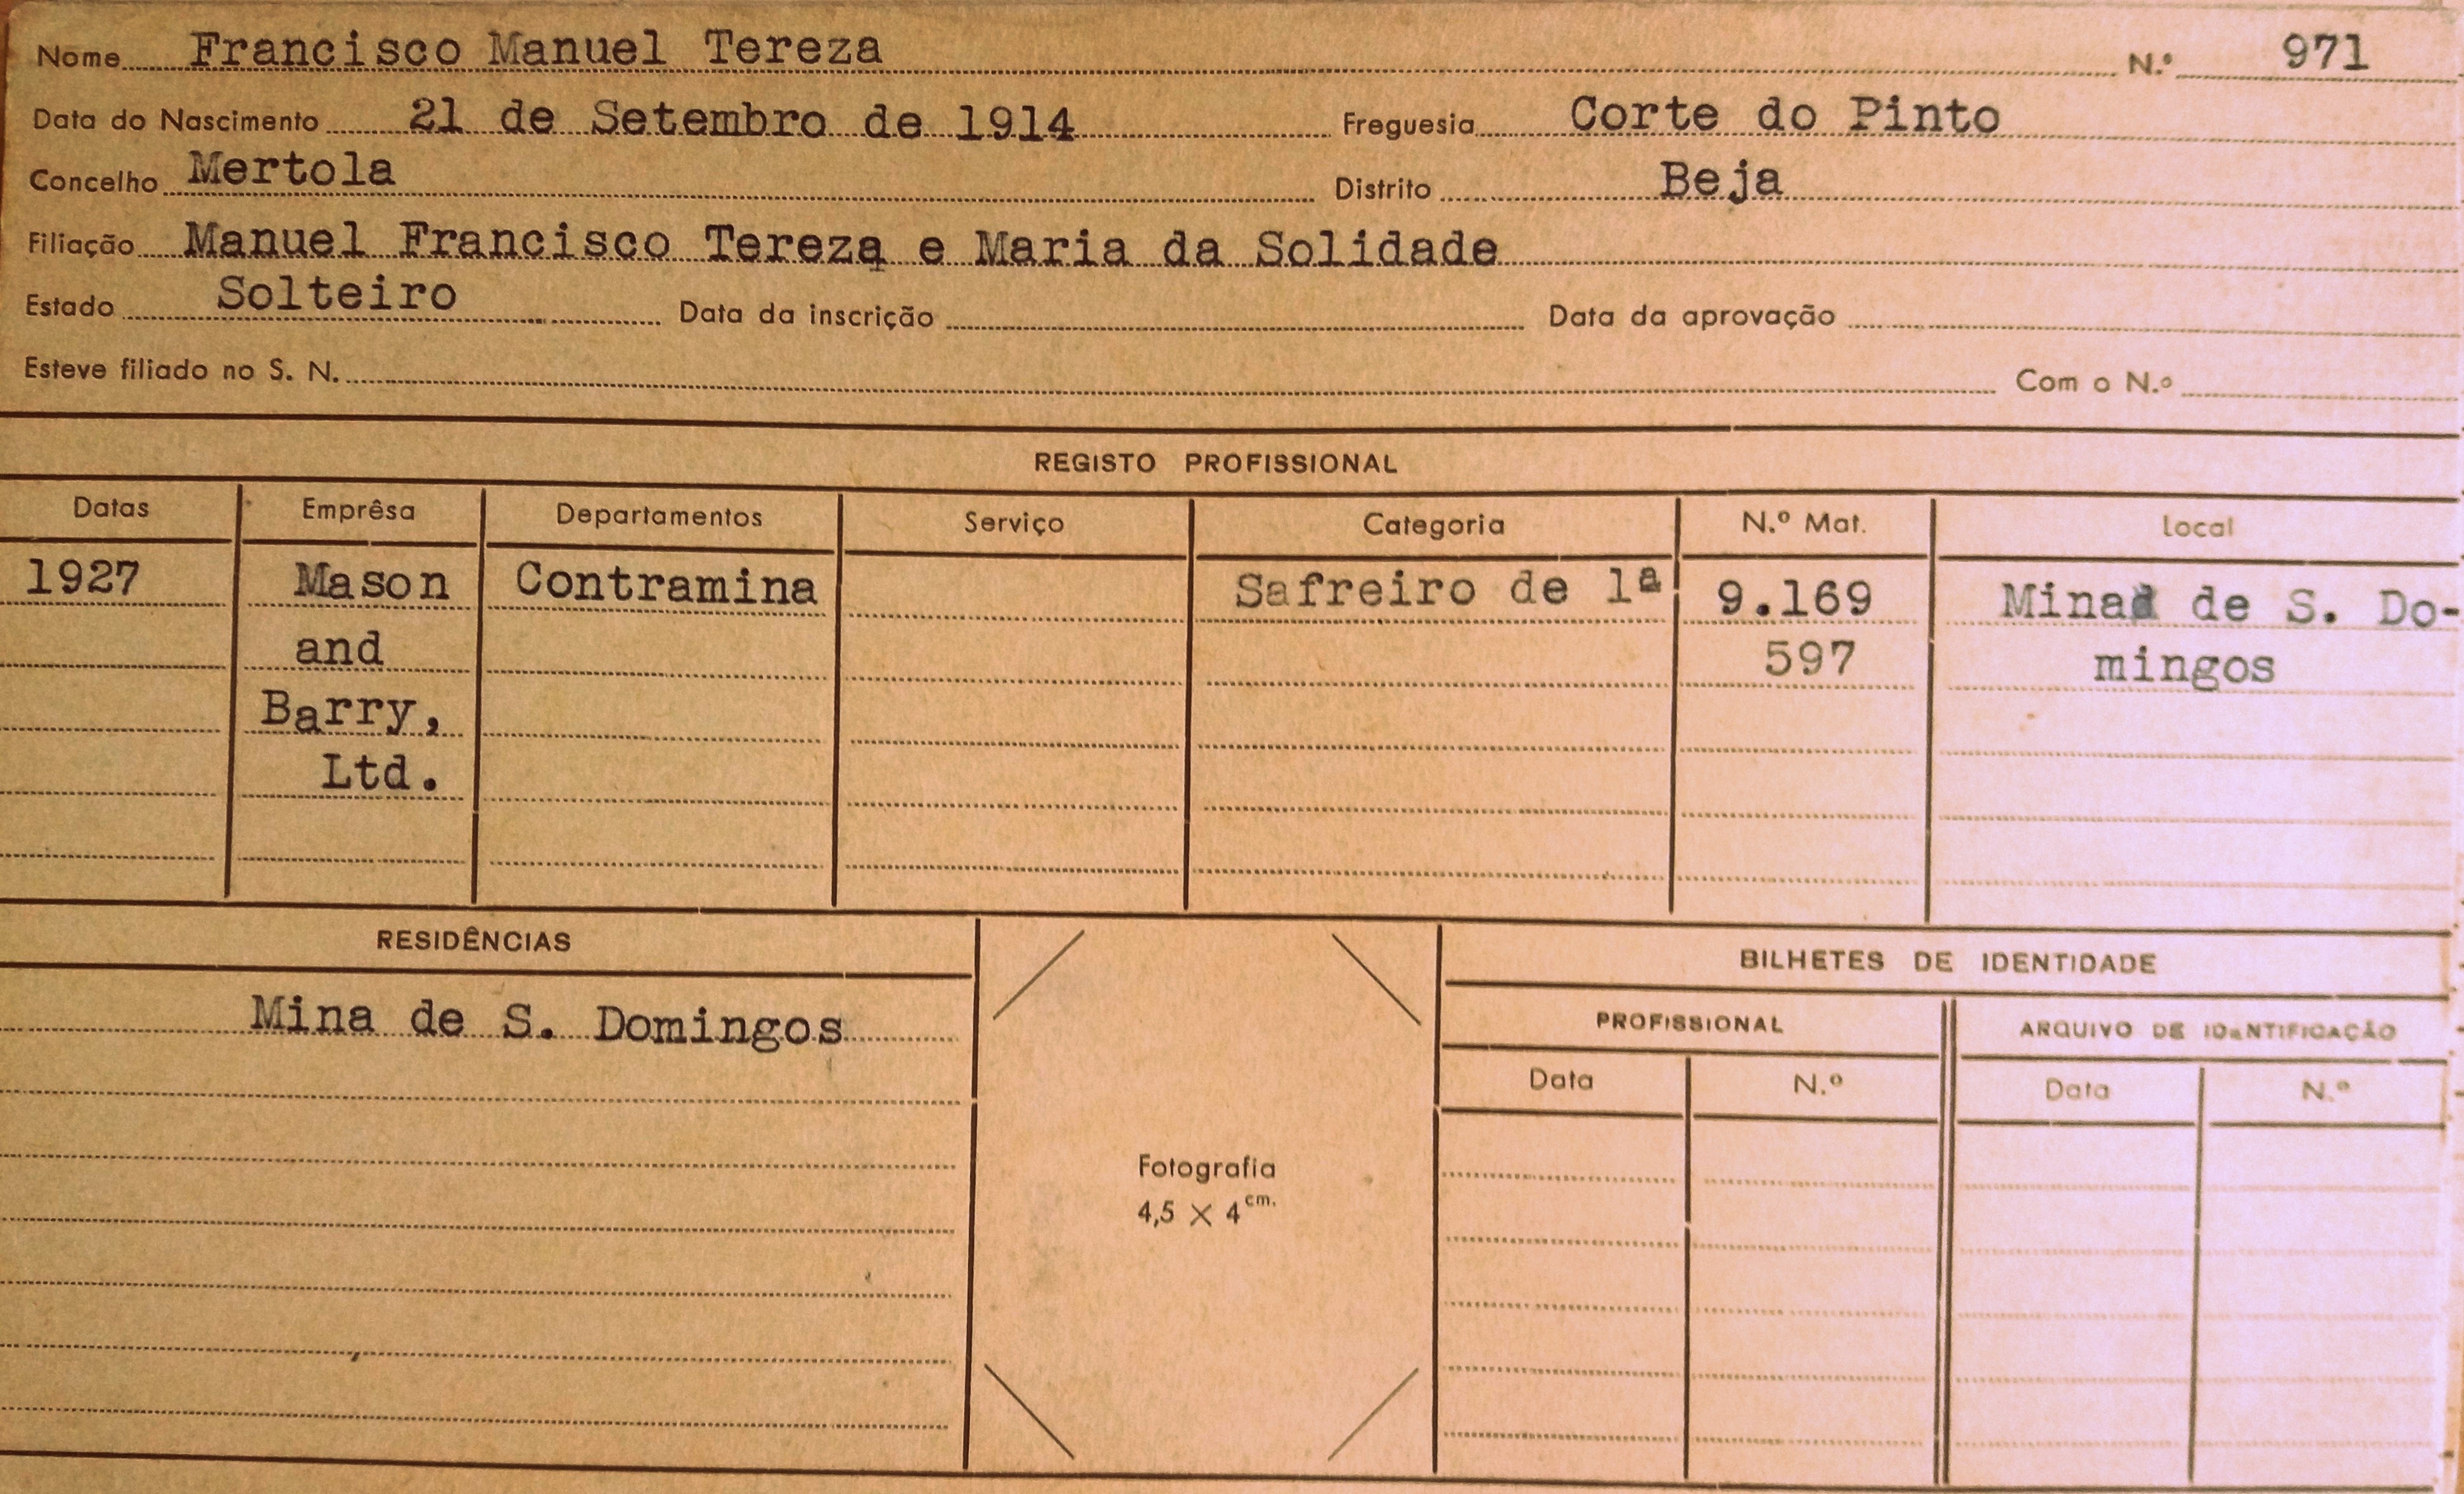 Nome Francisco Manuel Tereza N.º 971
Data do Nascimento 21 de Setembro de 1914 Freguesia Corte do Pinto
Concelho Mertola Distrito Beja
Filiação Manuel Francisco Tereza e Maria da Solidade
Estado Solteiro Data da inscrição Data da aprovação
Esteve filiado no S. N. Com o N.º
REGISTO PROFISSIONAL
Datas Emprêsa Departamentos Serviço Categoria N.º Mat. Local
1927 Mason Contramina Safreiro de 1ª 9.169 Mina de S. Do-
and 597 mingos
Barry,
Ltd.
RESIDÊNCIAS BILHETES DE IDENTIDADE
Mina de S. Domingos PROFISSIONAL ARQUIVO DE IDENTIFICAÇÃO
Data N.º Data N.º
Fotografia
4,5 × 4 cm.